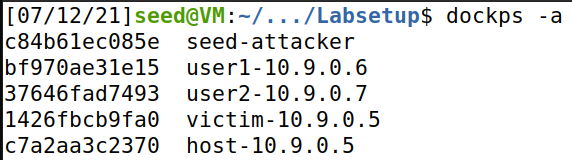 [07/12/21]seed@VM:~/.../Labsetup$ dockps -a
c84b61ec085e  seed-attacker
bf970ae31e15  user1-10.9.0.6
37646fad7493  user2-10.9.0.7
1426fbcb9fa0  victim-10.9.0.5
c7a2aa3c2370  host-10.9.0.5